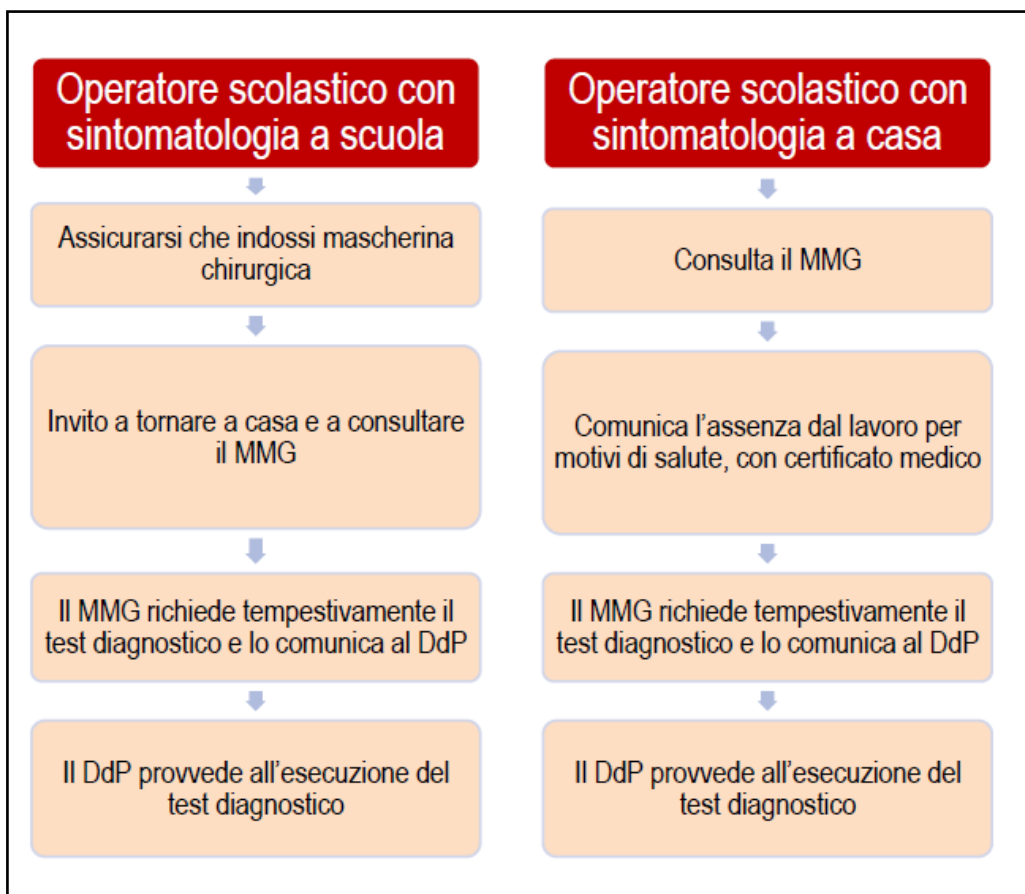 Operatore scolastico con
sintomatologia a scuola
Assicurarsi che indossi mascherina
chirurgica
Invito a tornare a casa e a consultare
il MMG
Il MMG richiede tempestivamente il
test diagnostico e lo comunica al DdP
Il DdP provvede all'esecuzione del
test diagnostico
Operatore scolastico con
sintomatologia a casa
Consulta il MMG
Comunica l'assenza dal lavoro per
motivi di salute, con certificato medico
Il MMG richiede tempestivamente il
test diagnostico e lo comunica al DdP
Il DdP provvede all'esecuzione del
test diagnostico